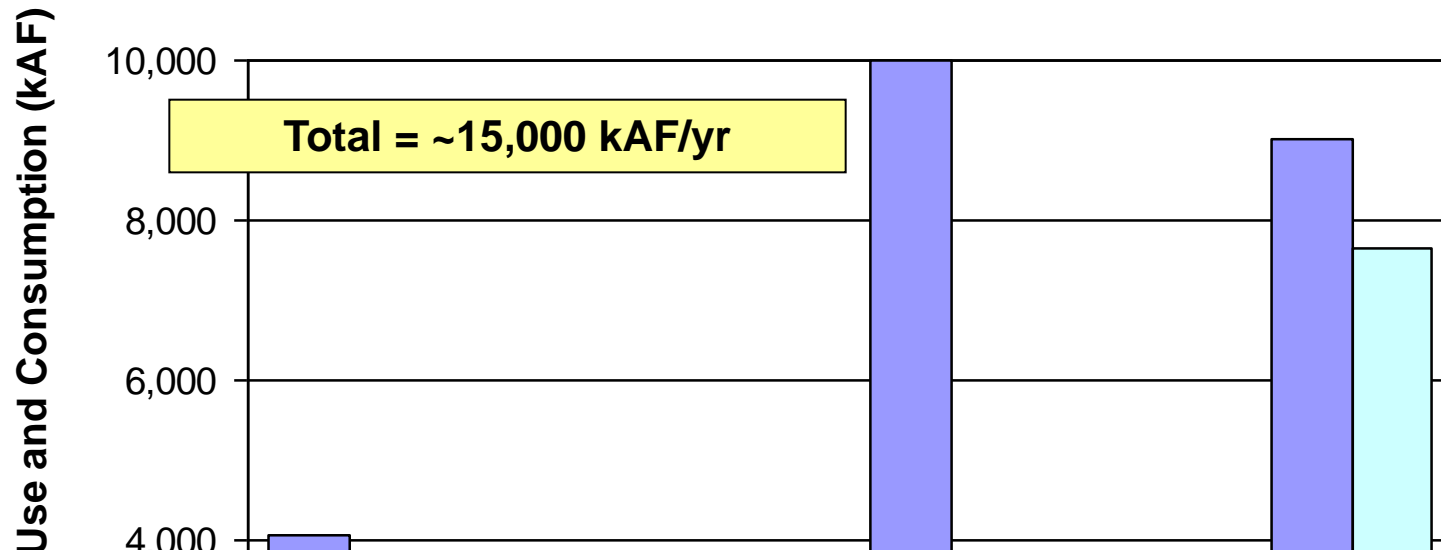 Use and Consumption (kAF)
10,000
Total = ~15,000 kAF/yr
8,000
6,000
4,000